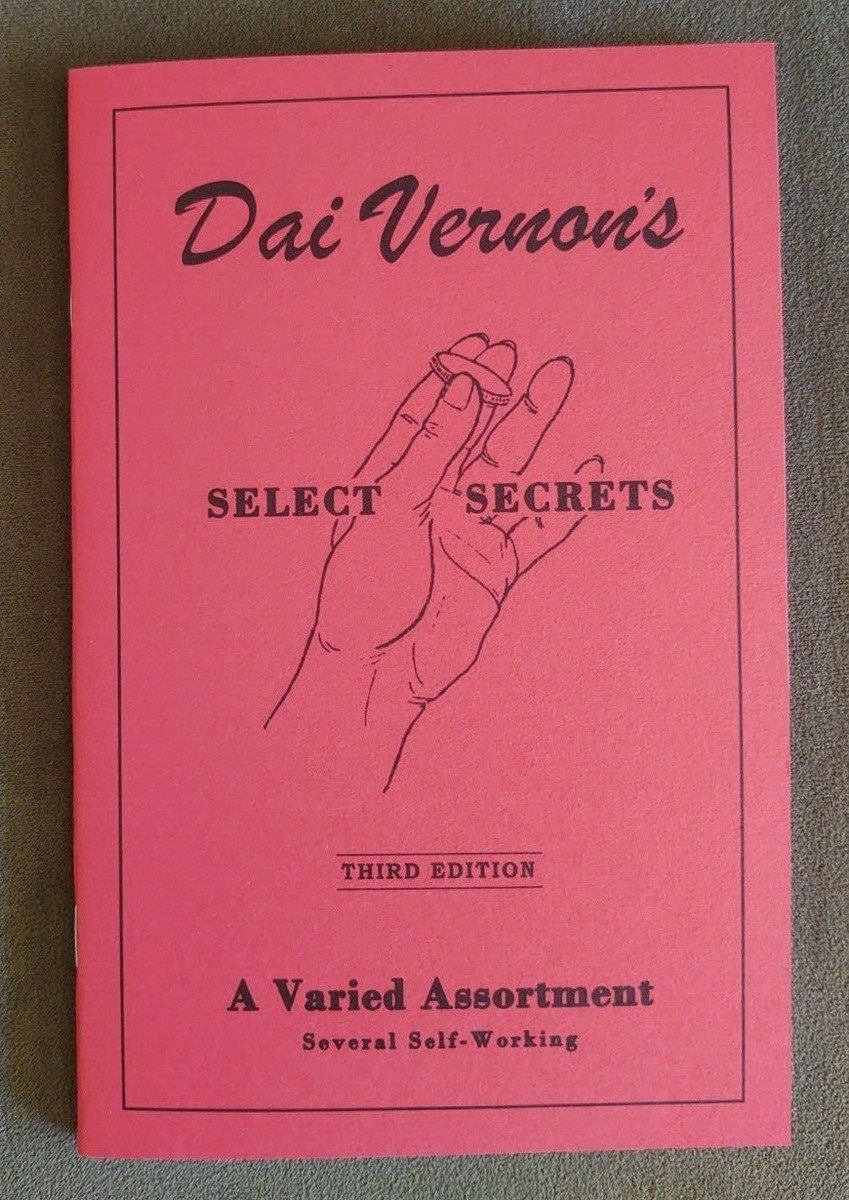 Dai Vernon's
SELECT SECRETS
THIRD EDITION
A Varied Assortment
Several Self-Working